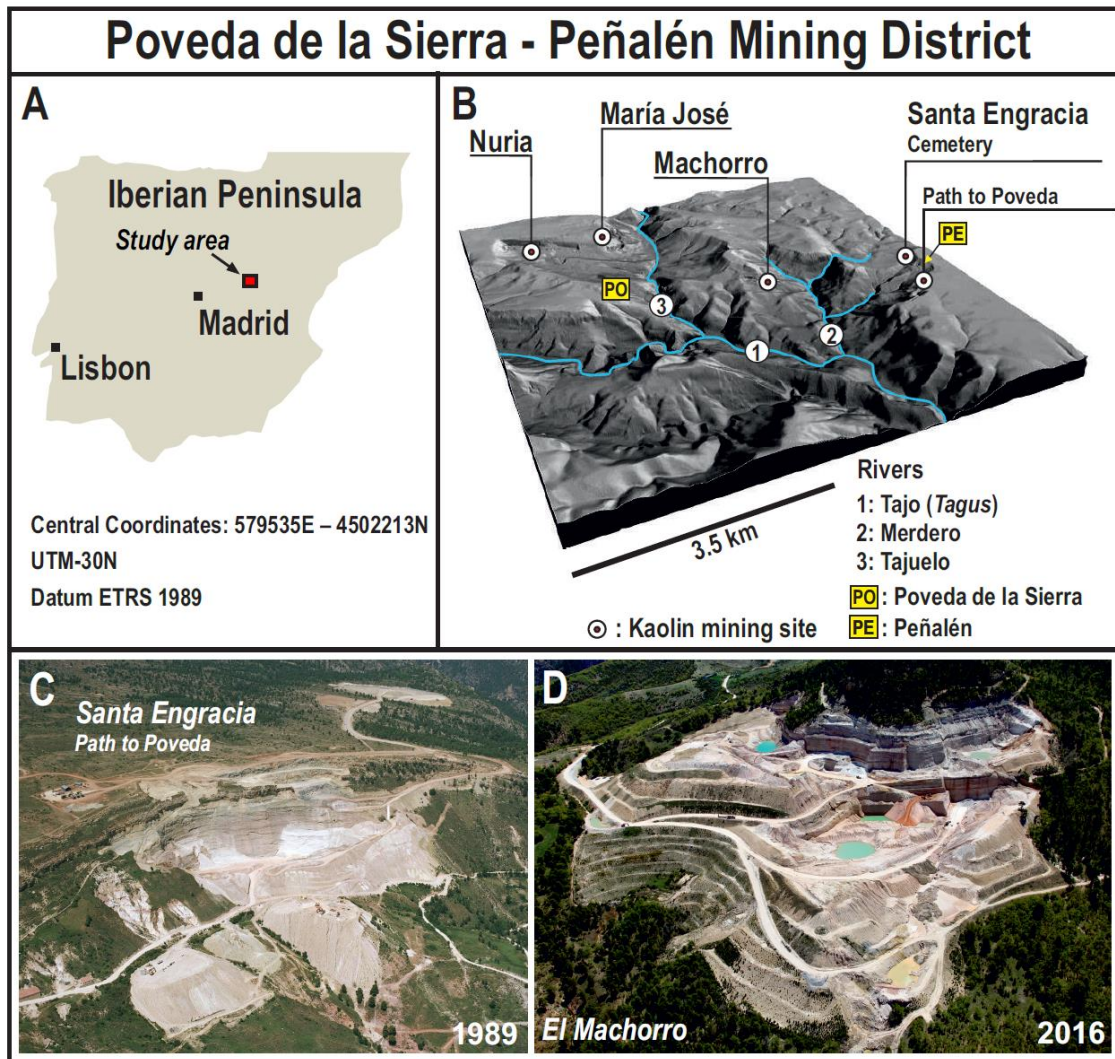 Poveda de la Sierra - Peñalén Mining District
A
Iberian Peninsula
Study area
Madrid
Lisbon
Central Coordinates: 579535E – 4502213N
UTM-30N
Datum ETRS 1989
B
Nuria
María José
Machorro
Santa Engracia
Cemetery
Path to Poveda
PE
PO
3
1
2
3.5 km
Rivers
1: Tajo (Tagus)
2: Merdero
3: Tajuelo
PO : Poveda de la Sierra
PE : Peñalén
: Kaolin mining site
C
Santa Engracia
Path to Poveda
1989
D
El Machorro
2016